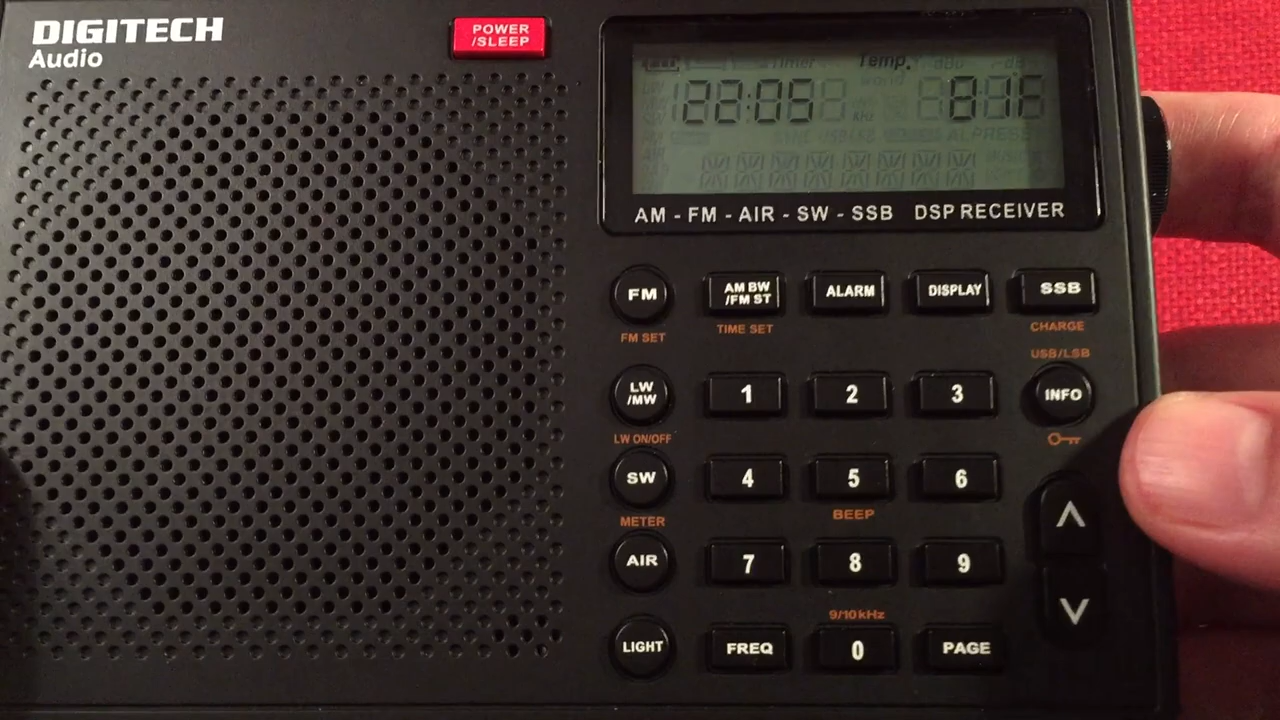 DIGITECH
Audio
POWER
/SLEEP
Temp.
22:05
81F
AM - FM - AIR - SW - SSB DSP RECEIVER
FM
AM BW
/FM ST
ALARM
DISPLAY
SSB
FM SET
TIME SET
CHARGE
USB/LSB
LW
/MW
1
2
3
INFO
LW ON/OFF
SW
4
5
6
METER
BEEP
AIR
7
8
9
9/10kHz
LIGHT
FREQ
0
PAGE